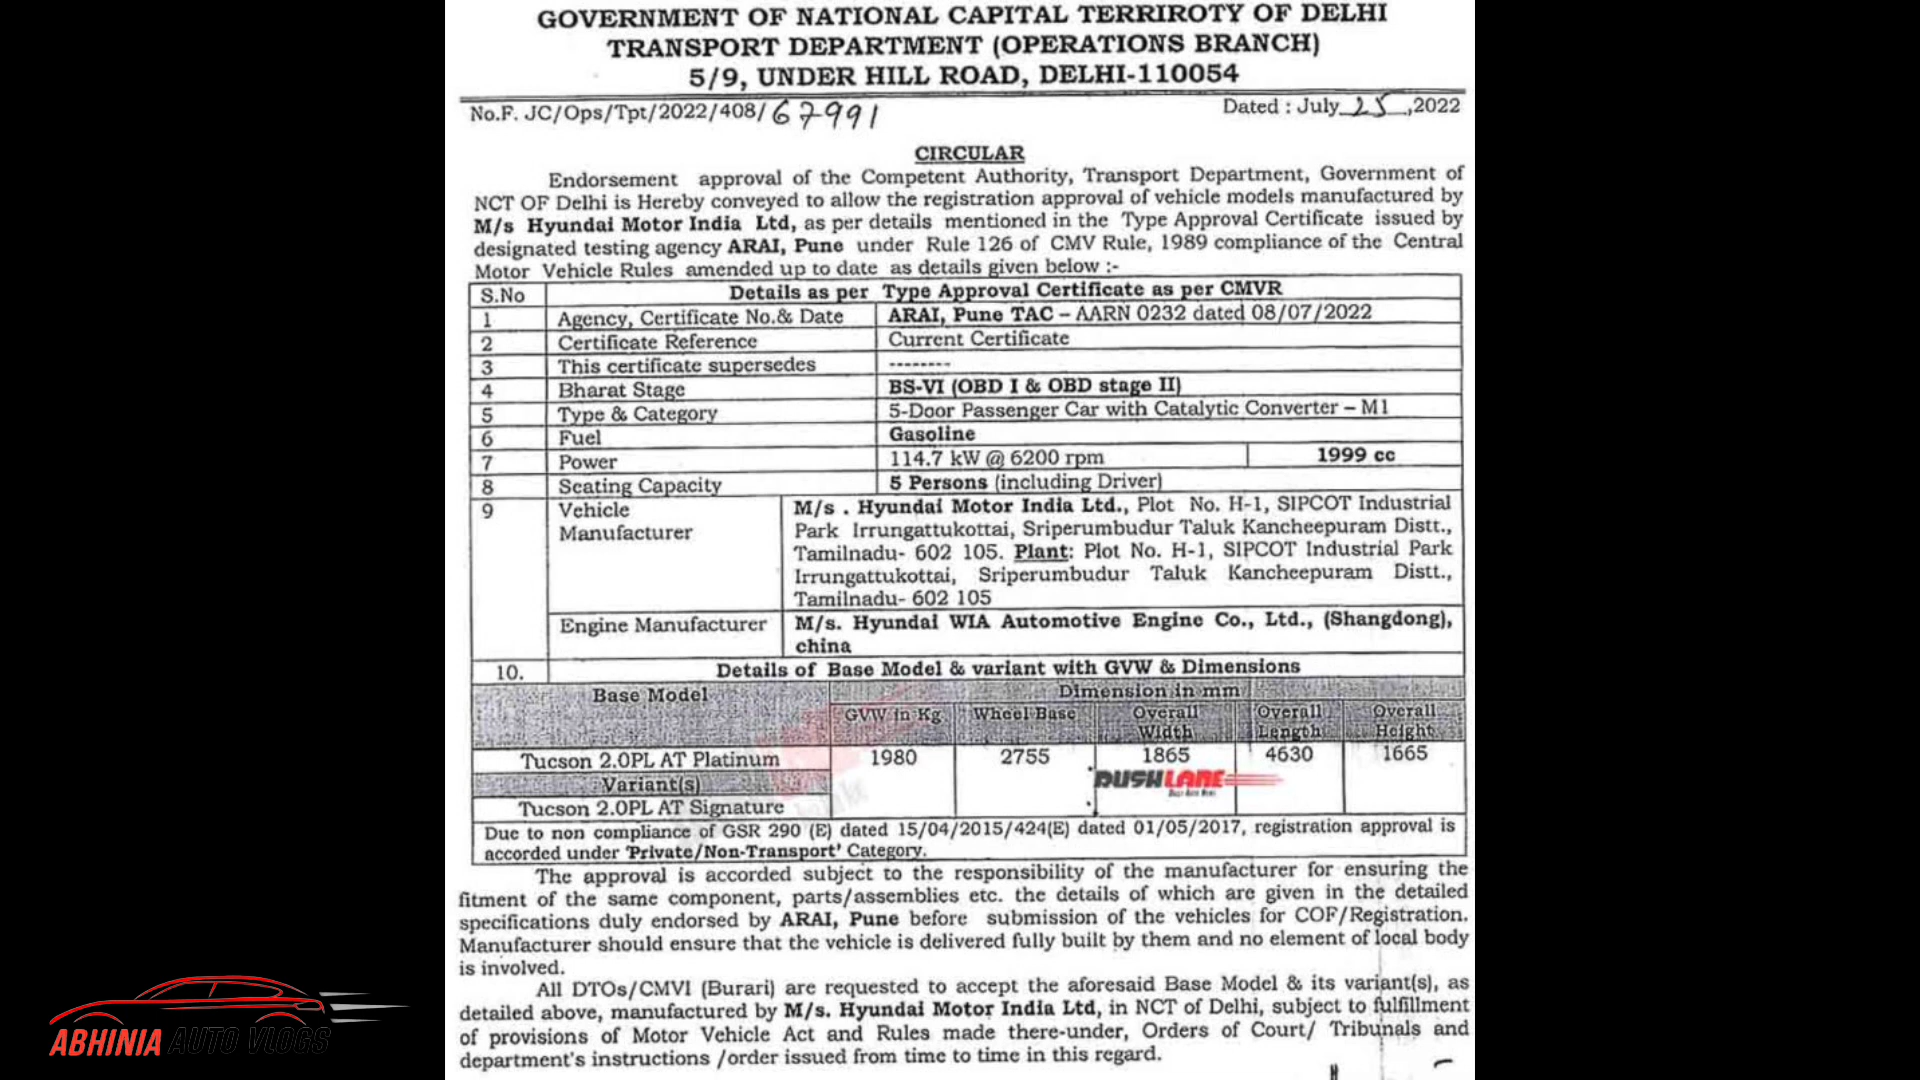 GOVERNMENT OF NATIONAL CAPITAL TERRIROTY OF DELHI
TRANSPORT DEPARTMENT (OPERATIONS BRANCH)
5/9, UNDER HILL ROAD, DELHI-110054
No.F. JC/Ops/Tpt/2022/408/67991 Dated : July 25,2022
CIRCULAR
Endorsement approval of the Competent Authority, Transport Department, Government of
NCT OF Delhi is Hereby conveyed to allow the registration approval of vehicle models manufactured by
M/s Hyundai Motor India Ltd, as per details mentioned in the Type Approval Certificate issued by
designated testing agency ARAI, Pune under Rule 126 of CMV Rule, 1989 compliance of the Central
Motor Vehicle Rules amended up to date as details given below :-
S.No Details as per Type Approval Certificate as per CMVR
1 Agency, Certificate No.& Date ARAI, Pune TAC – AARN 0232 dated 08/07/2022
2 Certificate Reference Current Certificate
3 This certificate supersedes --------
4 Bharat Stage BS-VI (OBD I & OBD stage II)
5 Type & Category 5-Door Passenger Car with Catalytic Converter – M1
6 Fuel Gasoline
7 Power 114.7 kW @ 6200 rpm 1999 cc
8 Seating Capacity 5 Persons (including Driver)
9 Vehicle Manufacturer M/s . Hyundai Motor India Ltd., Plot No. H-1, SIPCOT Industrial
Park Irrungattukottai, Sriperumbudur Taluk Kancheepuram Distt.,
Tamilnadu- 602 105. Plant: Plot No. H-1, SIPCOT Industrial Park
Irrungattukottai, Sriperumbudur Taluk Kancheepuram Distt.,
Tamilnadu- 602 105
Engine Manufacturer M/s. Hyundai WIA Automotive Engine Co., Ltd., (Shangdong),
china
10. Details of Base Model & variant with GVW & Dimensions
Base Model Dimension in mm
GVW in Kg Wheel Base Overall Width Overall Length Overall Height
Tucson 2.0PL AT Platinum 1980 2755 1865 4630 1665
Variant(s) RUSHLANE
Tucson 2.0PL AT Signature
Due to non compliance of GSR 290 (E) dated 15/04/2015/424(E) dated 01/05/2017, registration approval is
accorded under 'Private/Non-Transport' Category.
The approval is accorded subject to the responsibility of the manufacturer for ensuring the
fitment of the same component, parts/assemblies etc. the details of which are given in the detailed
specifications duly endorsed by ARAI, Pune before submission of the vehicles for COF/Registration.
Manufacturer should ensure that the vehicle is delivered fully built by them and no element of local body
is involved.
All DTOs/CMVI (Burari) are requested to accept the aforesaid Base Model & its variant(s), as
detailed above, manufactured by M/s. Hyundai Motor India Ltd, in NCT of Delhi, subject to fulfillment
of provisions of Motor Vehicle Act and Rules made there-under, Orders of Court/ Tribunals and
department's instructions /order issued from time to time in this regard.
ABHINIA AUTO VLOGS